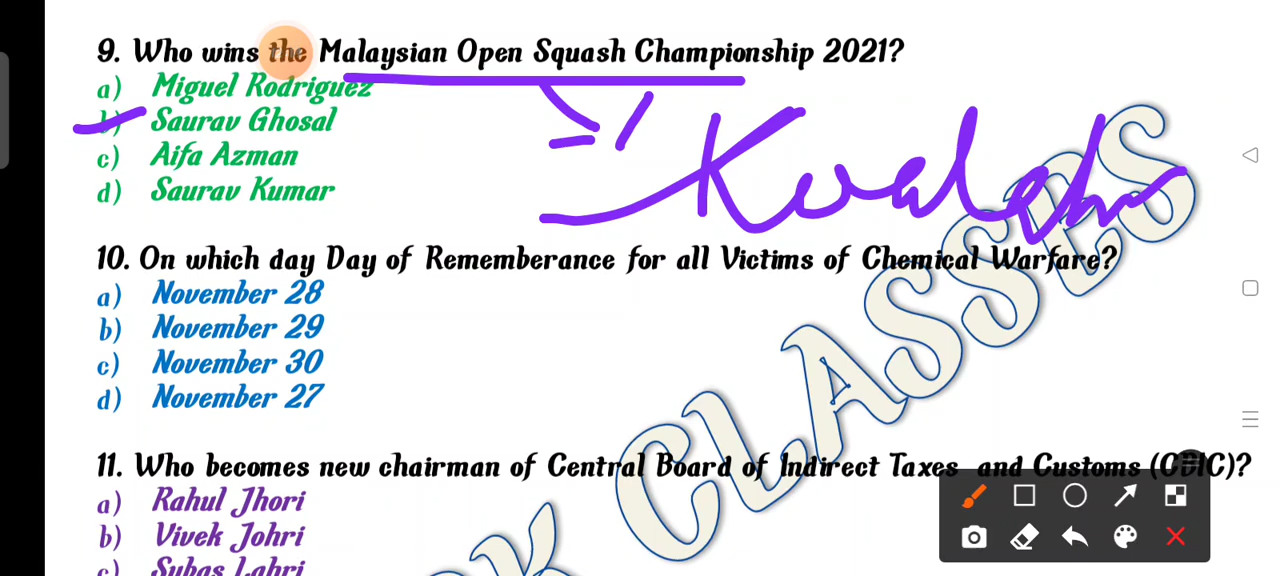 9. Who wins the Malaysian Open Squash Championship 2021?
a) Miguel Rodriguez
b) Saurav Ghosal
c) Aifa Azman
d) Saurav Kumar
10. On which day Day of Rememberance for all Victims of Chemical Warfare?
a) November 28
b) November 29
c) November 30
d) November 27
11. Who becomes new chairman of Central Board of Indirect Taxes and Customs (CBIC)?
a) Rahul Jhori
b) Vivek Johri
c) Subas Lahri
K CLASSES